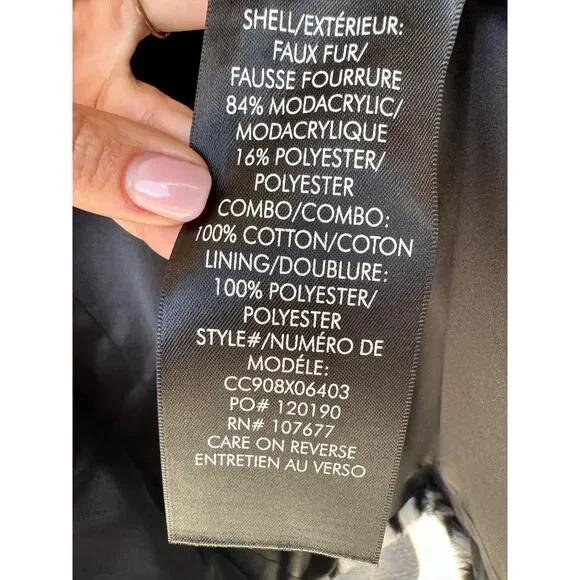 SHELL/EXTÉRIEUR:
FAUX FUR/
FAUSSE FOURRURE
84% MODACRYLIC/
MODACRYLIQUE
16% POLYESTER/
POLYESTER
COMBO/COMBO:
100% COTTON/COTON
LINING/DOUBLURE:
100% POLYESTER/
POLYESTER
STYLE#/NUMÉRO DE
MODÉLE:
CC908X06403
PO# 120190
RN# 107677
CARE ON REVERSE
ENTRETIEN AU VERSO